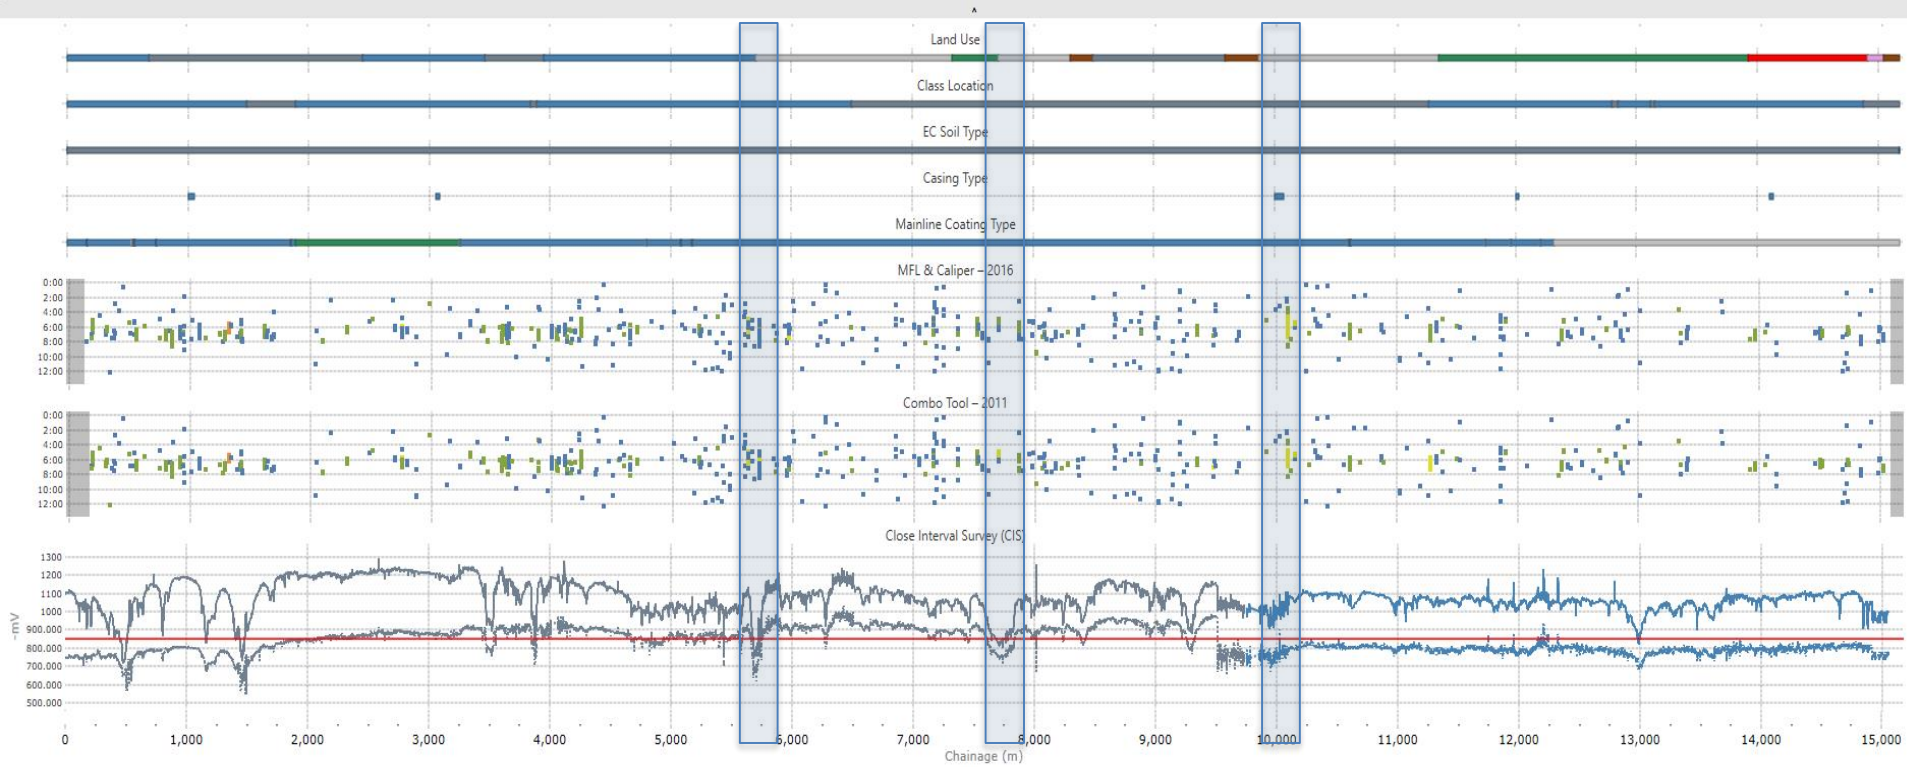 Land Use
Class Location
EC Soil Type
Casing Type
Mainline Coating Type
MFL & Caliper – 2016
0:00
2:00
4:00
6:00
8:00
10:00
12:00
Combo Tool – 2011
0:00
2:00
4:00
6:00
8:00
10:00
12:00
Close Interval Survey (CIS)
1300
1200
1100
1000
900.000
800.000
700.000
600.000
500.000
-mV
0 1,000 2,000 3,000 4,000 5,000 6,000 7,000 8,000 9,000 10,000 11,000 12,000 13,000 14,000 15,000
Chainage (m)